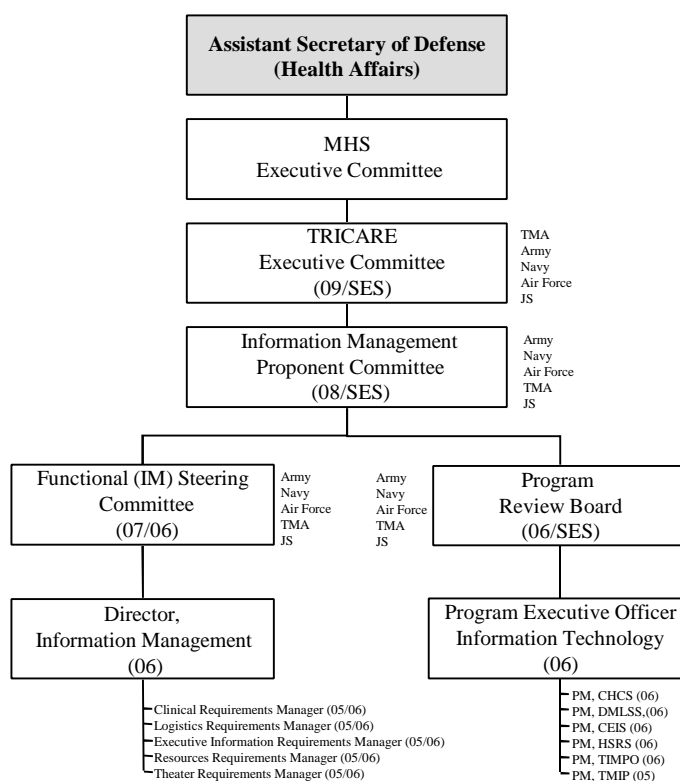 Assistant Secretary of Defense
(Health Affairs)
MHS
Executive Committee
TRICARE
Executive Committee
(09/SES)
TMA
Army
Navy
Air Force
JS
Information Management
Proponent Committee
(08/SES)
Army
Navy
Air Force
TMA
JS
Functional (IM) Steering
Committee
(07/06)
Army
Navy
Air Force
TMA
JS
Army
Navy
Air Force
TMA
JS
Program
Review Board
(06/SES)
Director,
Information Management
(06)
Program Executive Officer
Information Technology
(06)
Clinical Requirements Manager (05/06)
Logistics Requirements Manager (05/06)
Executive Information Requirements Manager (05/06)
Resources Requirements Manager (05/06)
Theater Requirements Manager (05/06)
PM, CHCS (06)
PM, DMLSS,(06)
PM, CEIS (06)
PM, HSRS (06)
PM, TIMPO (06)
PM, TMIP (05)